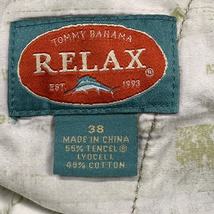 TOMMY BAHAMA
RELAX®
EST. 1993
38
MADE IN CHINA
55% TENCEL®
LYOCELL
45% COTTON